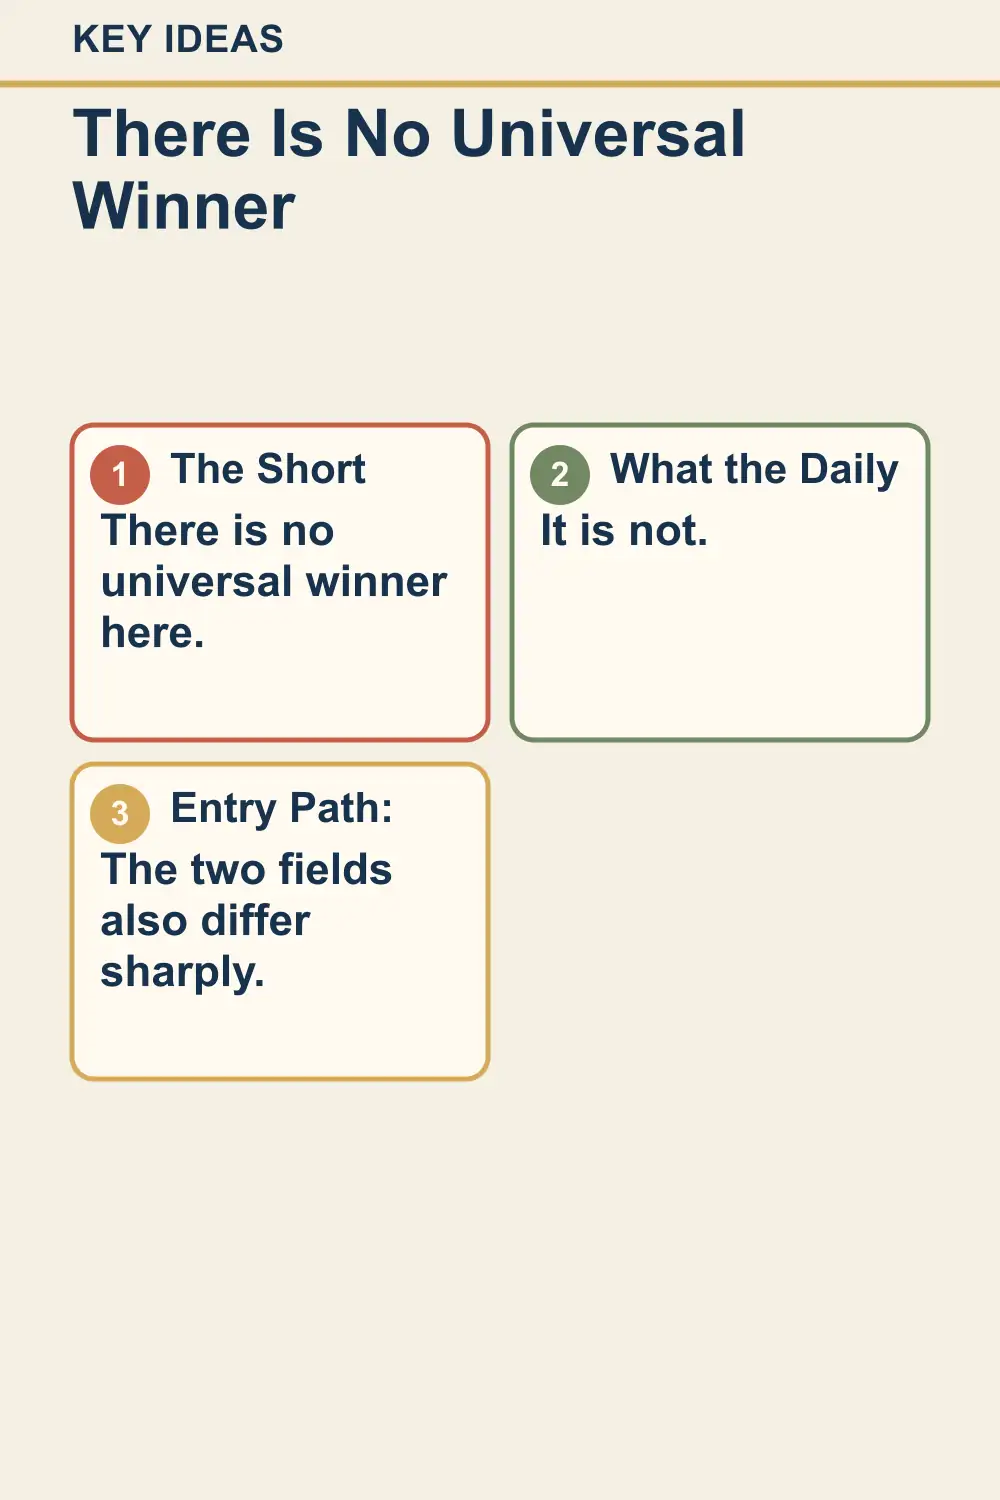 KEY IDEAS
There Is No Universal
Winner
1 The Short
There is no
universal winner
here.
2 What the Daily
It is not.
3 Entry Path:
The two fields
also differ
sharply.